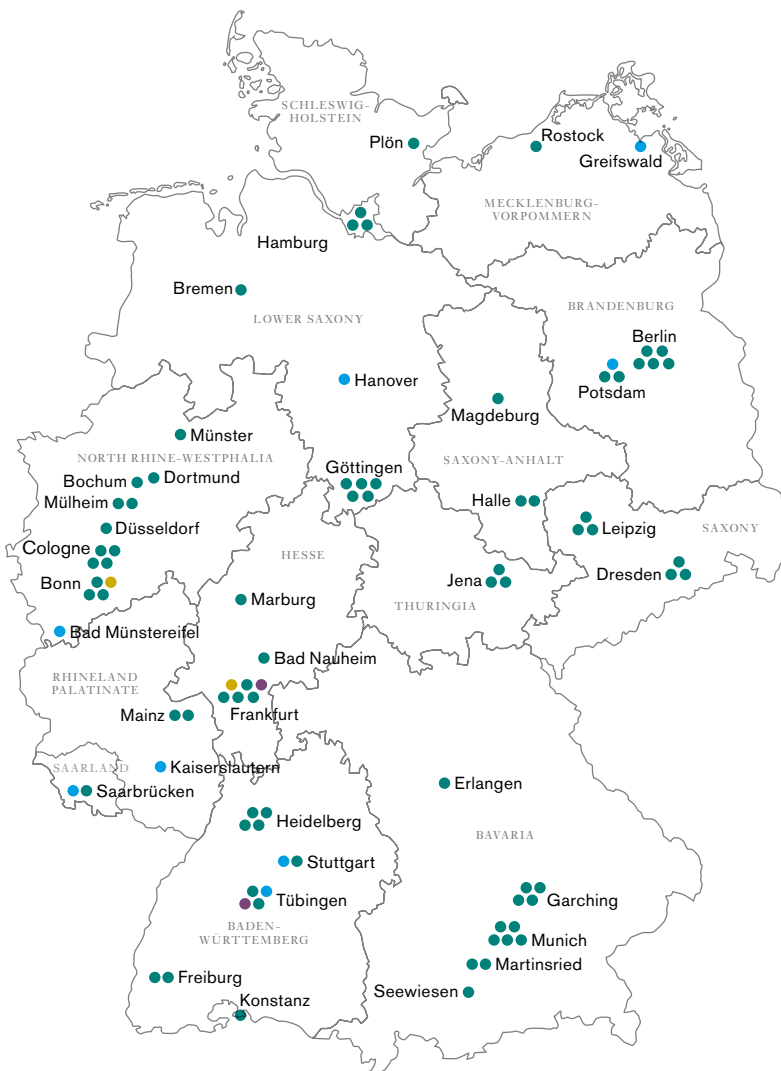 SCHLESWIG-
HOLSTEIN
Plön
Rostock
Greifswald
MECKLENBURG-
VORPOMMERN
Hamburg
Bremen
LOWER SAXONY
BRANDENBURG
Berlin
Potsdam
Hanover
Magdeburg
Münster
NORTH RHINE-WESTPHALIA
Bochum
Dortmund
Göttingen
SAXONY-ANHALT
Mülheim
Halle
Düsseldorf
Leipzig
SAXONY
Cologne
HESSE
Bonn
Jena
Dresden
Marburg
THURINGIA
Bad Münstereifel
Bad Nauheim
RHINELAND
PALATINATE
Mainz
Frankfurt
SAARLAND
Kaiserslautern
Saarbrücken
Erlangen
Heidelberg
BAVARIA
Stuttgart
Tübingen
Garching
BADEN-
WÜRTTEMBERG
Munich
Martinsried
Freiburg
Seewiesen
Konstanz